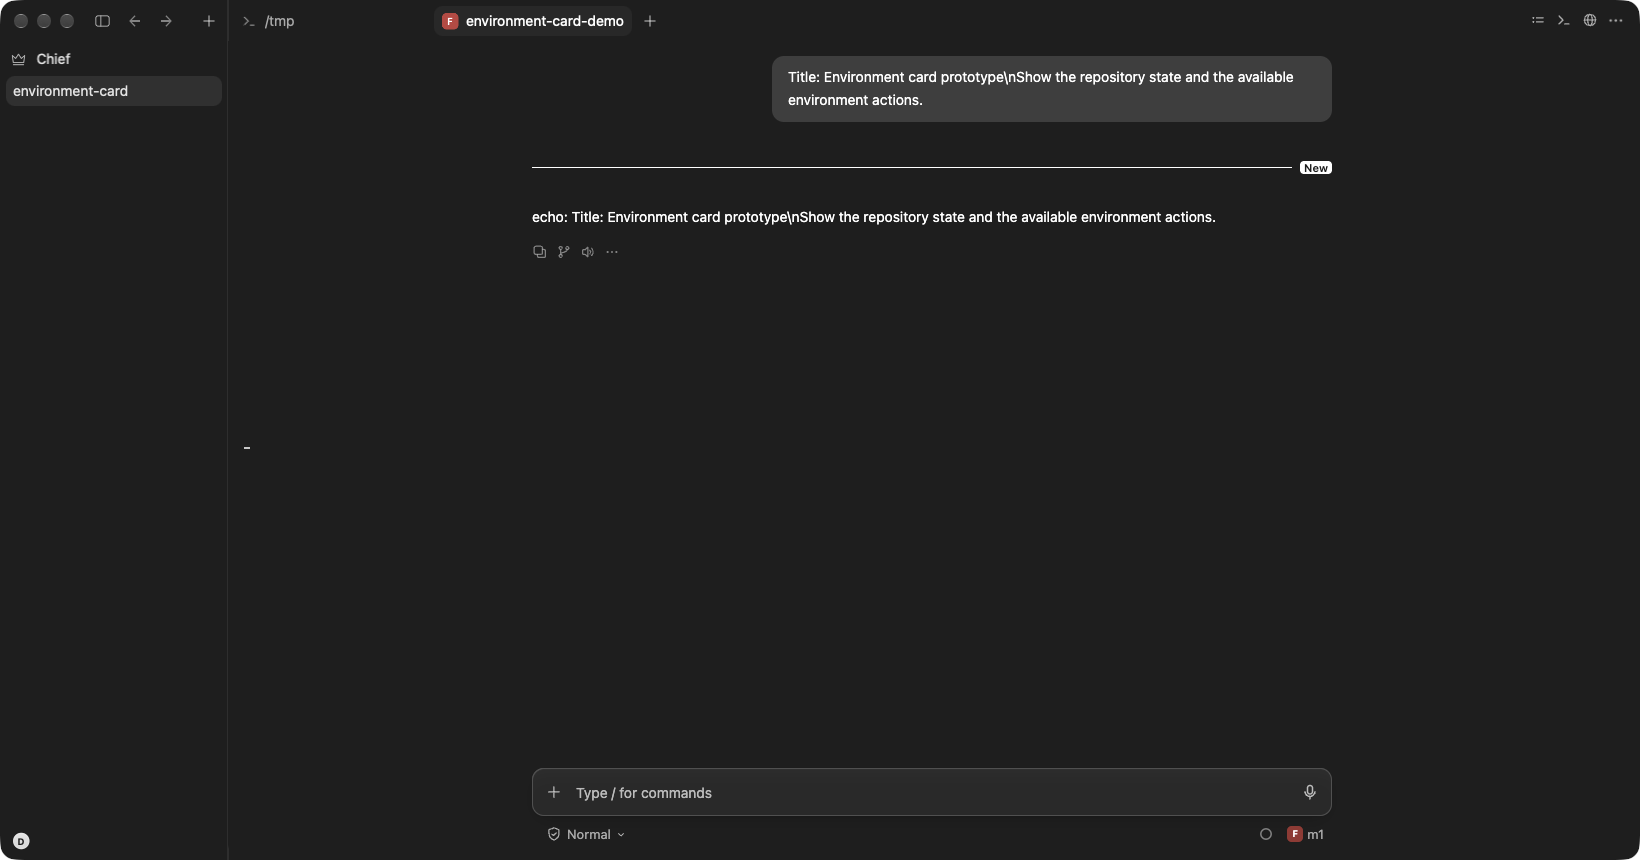 /tmp
F environment-card-demo
Chief
environment-card
Title: Environment card prototype\nShow the repository state and the available
environment actions.
New
echo: Title: Environment card prototype\nShow the repository state and the available environment actions.
Type / for commands
Normal
F m1
D